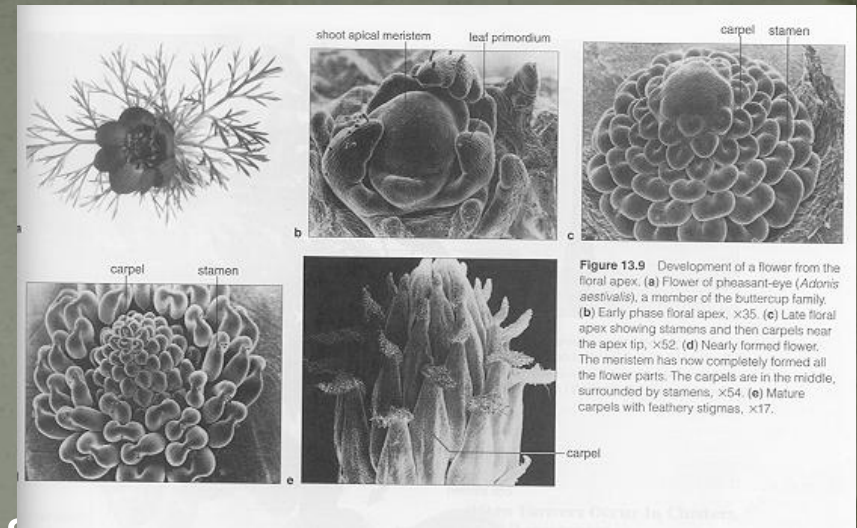 shoot apical meristem
leaf primordium
carpel
stamen
a
b
c
Figure 13.9 Development of a flower from the
floral apex. (a) Flower of pheasant-eye (Adonis
aestivalis), a member of the buttercup family.
(b) Early phase floral apex, ×35. (c) Late floral
apex showing stamens and then carpels near
the apex tip, ×52. (d) Nearly formed flower.
The meristem has now completely formed all
the flower parts. The carpels are in the middle,
surrounded by stamens, ×54. (e) Mature
carpels with feathery stigmas, ×17.
carpel
stamen
e
carpel